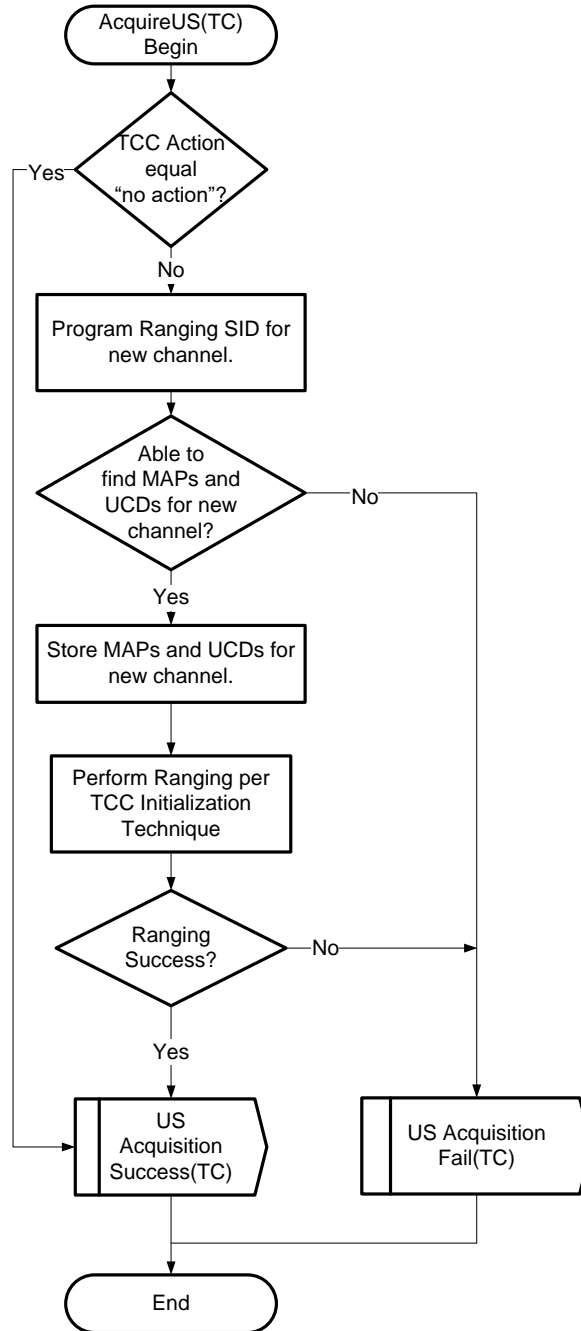 AcquireUS(TC)
Begin
TCC Action
equal
“no action”?
Yes
No
Program Ranging SID for
new channel.
Able to
find MAPs and
UCDs for new
channel?
No
Yes
Store MAPs and UCDs for
new channel.
Perform Ranging per
TCC Initialization
Technique
Ranging
Success?
No
Yes
US
Acquisition
Success(TC)
US Acquisition
Fail(TC)
End